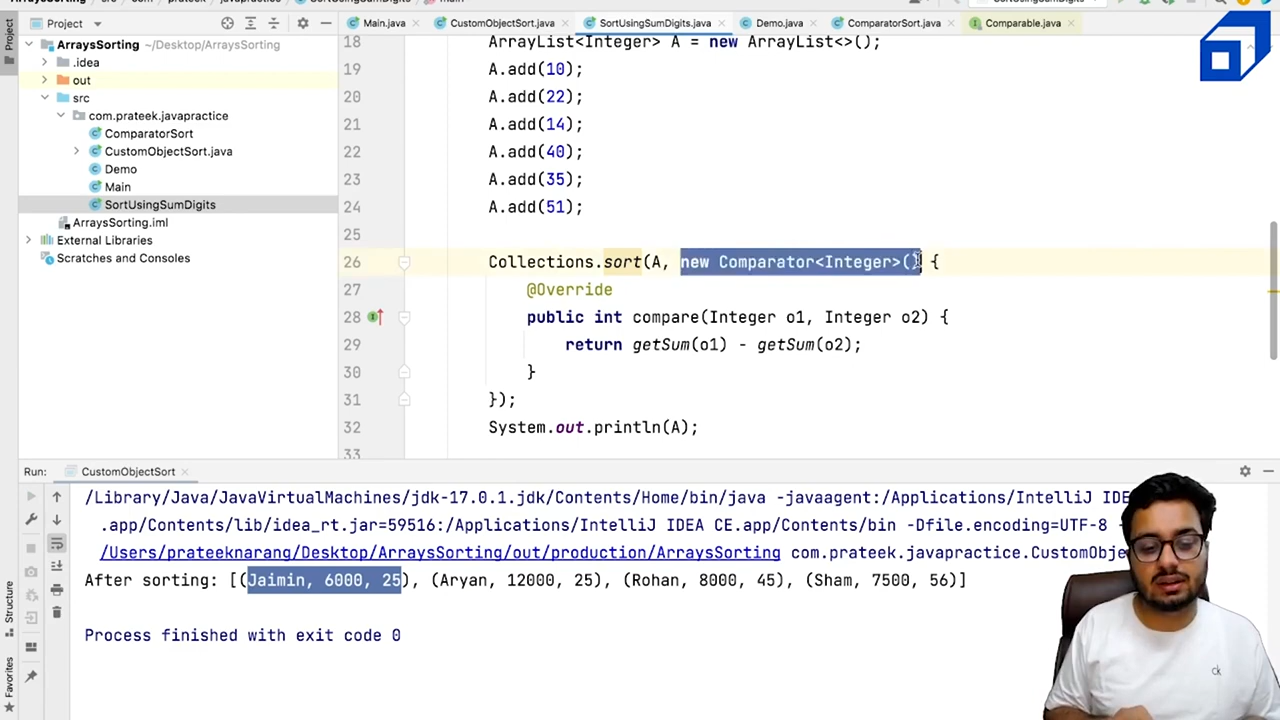 Project
Main.java
CustomObjectSort.java
SortUsingSumDigits.java
Demo.java
ComparatorSort.java
Comparable.java
Project
ArraysSorting ~/Desktop/ArraysSorting
.idea
out
src
com.prateek.javapractice
ComparatorSort
CustomObjectSort.java
Demo
Main
SortUsingSumDigits
ArraysSorting.iml
External Libraries
Scratches and Consoles
18 ArrayList<Integer> A = new ArrayList<>();
19 A.add(10);
20 A.add(22);
21 A.add(14);
22 A.add(40);
23 A.add(35);
24 A.add(51);
25
26 Collections.sort(A, new Comparator<Integer>() {
27 @Override
28 public int compare(Integer o1, Integer o2) {
29 return getSum(o1) - getSum(o2);
30 }
31 });
32 System.out.println(A);
33
Run: CustomObjectSort
/Library/Java/JavaVirtualMachines/jdk-17.0.1.jdk/Contents/Home/bin/java -javaagent:/Applications/IntelliJ IDE
.app/Contents/lib/idea_rt.jar=59516:/Applications/IntelliJ IDEA CE.app/Contents/bin -Dfile.encoding=UTF-8
/Users/prateeknarang/Desktop/ArraysSorting/out/production/ArraysSorting com.prateek.javapractice.CustomObje
After sorting: [(Jaimin, 6000, 25), (Aryan, 12000, 25), (Rohan, 8000, 45), (Sham, 7500, 56)]
Process finished with exit code 0
Structure
Favorites